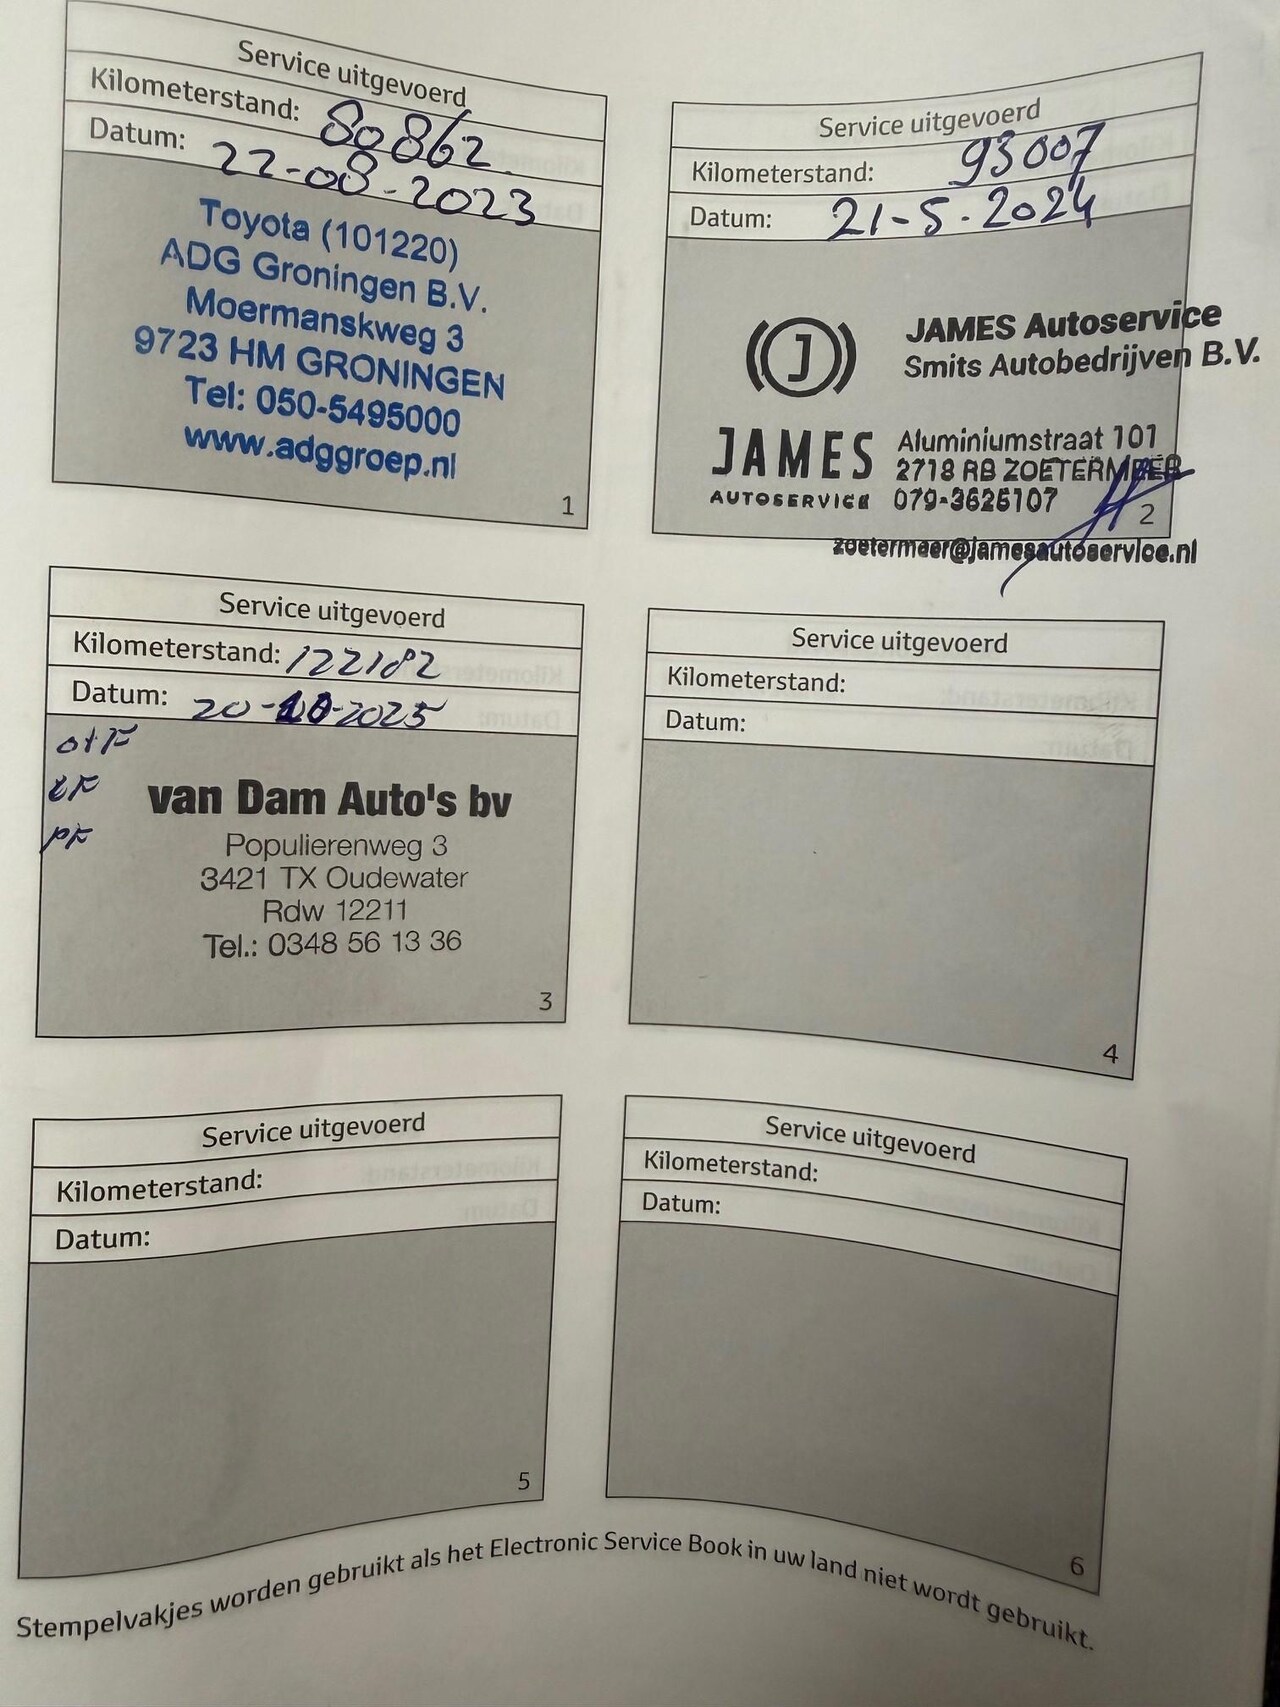 Service uitgevoerd
Kilometerstand: 80862
Datum: 22-08-2023
Toyota (101220)
ADG Groningen B.V.
Moermanskweg 3
9723 HM GRONINGEN
Tel: 050-5495000
www.adggroep.nl
1
Service uitgevoerd
Kilometerstand: 93007
Datum: 21-5-2024
J
JAMES
AUTOSERVICE
JAMES Autoservice
Smits Autobedrijven B.V.
Aluminiumstraat 101
2718 RB ZOETERMEER
079-3626107
zoetermeer@jamesautoservice.nl
2
Service uitgevoerd
Kilometerstand: 122182
Datum: 20-10-2025
van Dam Auto's bv
Populierenweg 3
3421 TX Oudewater
Rdw 12211
Tel.: 0348 56 13 36
3
Service uitgevoerd
Kilometerstand:
Datum:
4
Service uitgevoerd
Kilometerstand:
Datum:
5
Service uitgevoerd
Kilometerstand:
Datum:
6
Stempelvakjes worden gebruikt als het Electronic Service Book in uw land niet wordt gebruikt.